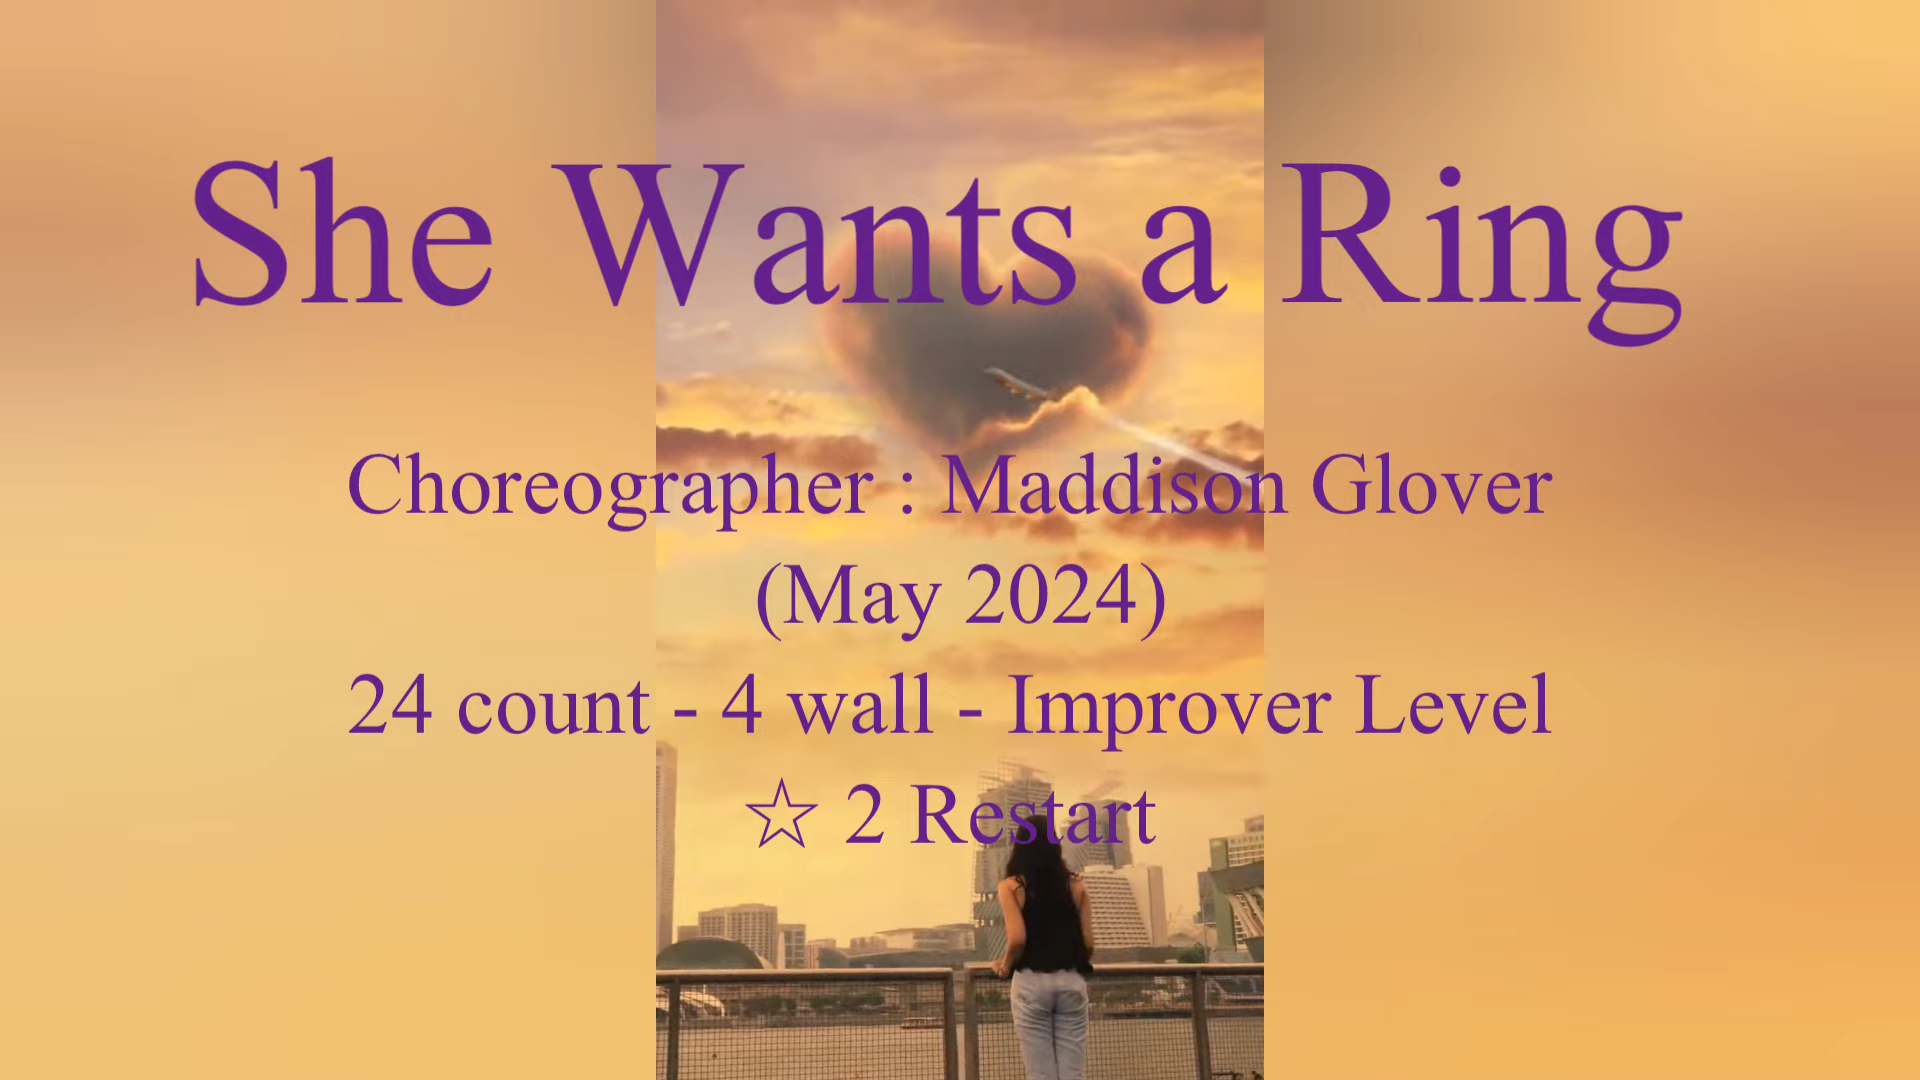 She Wants a Ring
Choreographer : Maddison Glover
(May 2024)
24 count - 4 wall - Improver Level
☆ 2 Restart